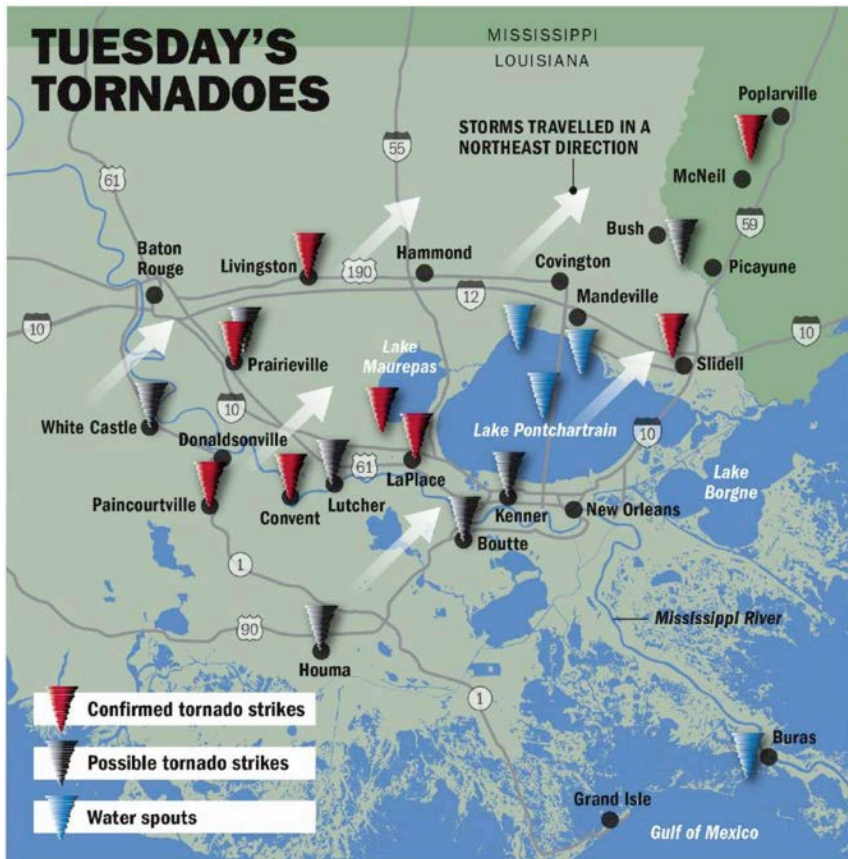 TUESDAY'S
TORNADOES
MISSISSIPPI
LOUISIANA
Poplarville
STORMS TRAVELLED IN A
NORTHEAST DIRECTION
55
61
McNeil
59
Bush
Baton
Rouge
Livingston
190
Hammond
Covington
Picayune
12
Mandeville
10
10
Prairieville
Lake
Maurepas
Slidell
10
White Castle
Donaldsonville
Lake Pontchartrain
10
61
LaPlace
Lake
Borgne
Paincourtville
Convent
Lutcher
Kenner
New Orleans
Boutte
1
Mississippi River
90
Houma
1
Confirmed tornado strikes
Possible tornado strikes
Buras
Water spouts
Grand Isle
Gulf of Mexico